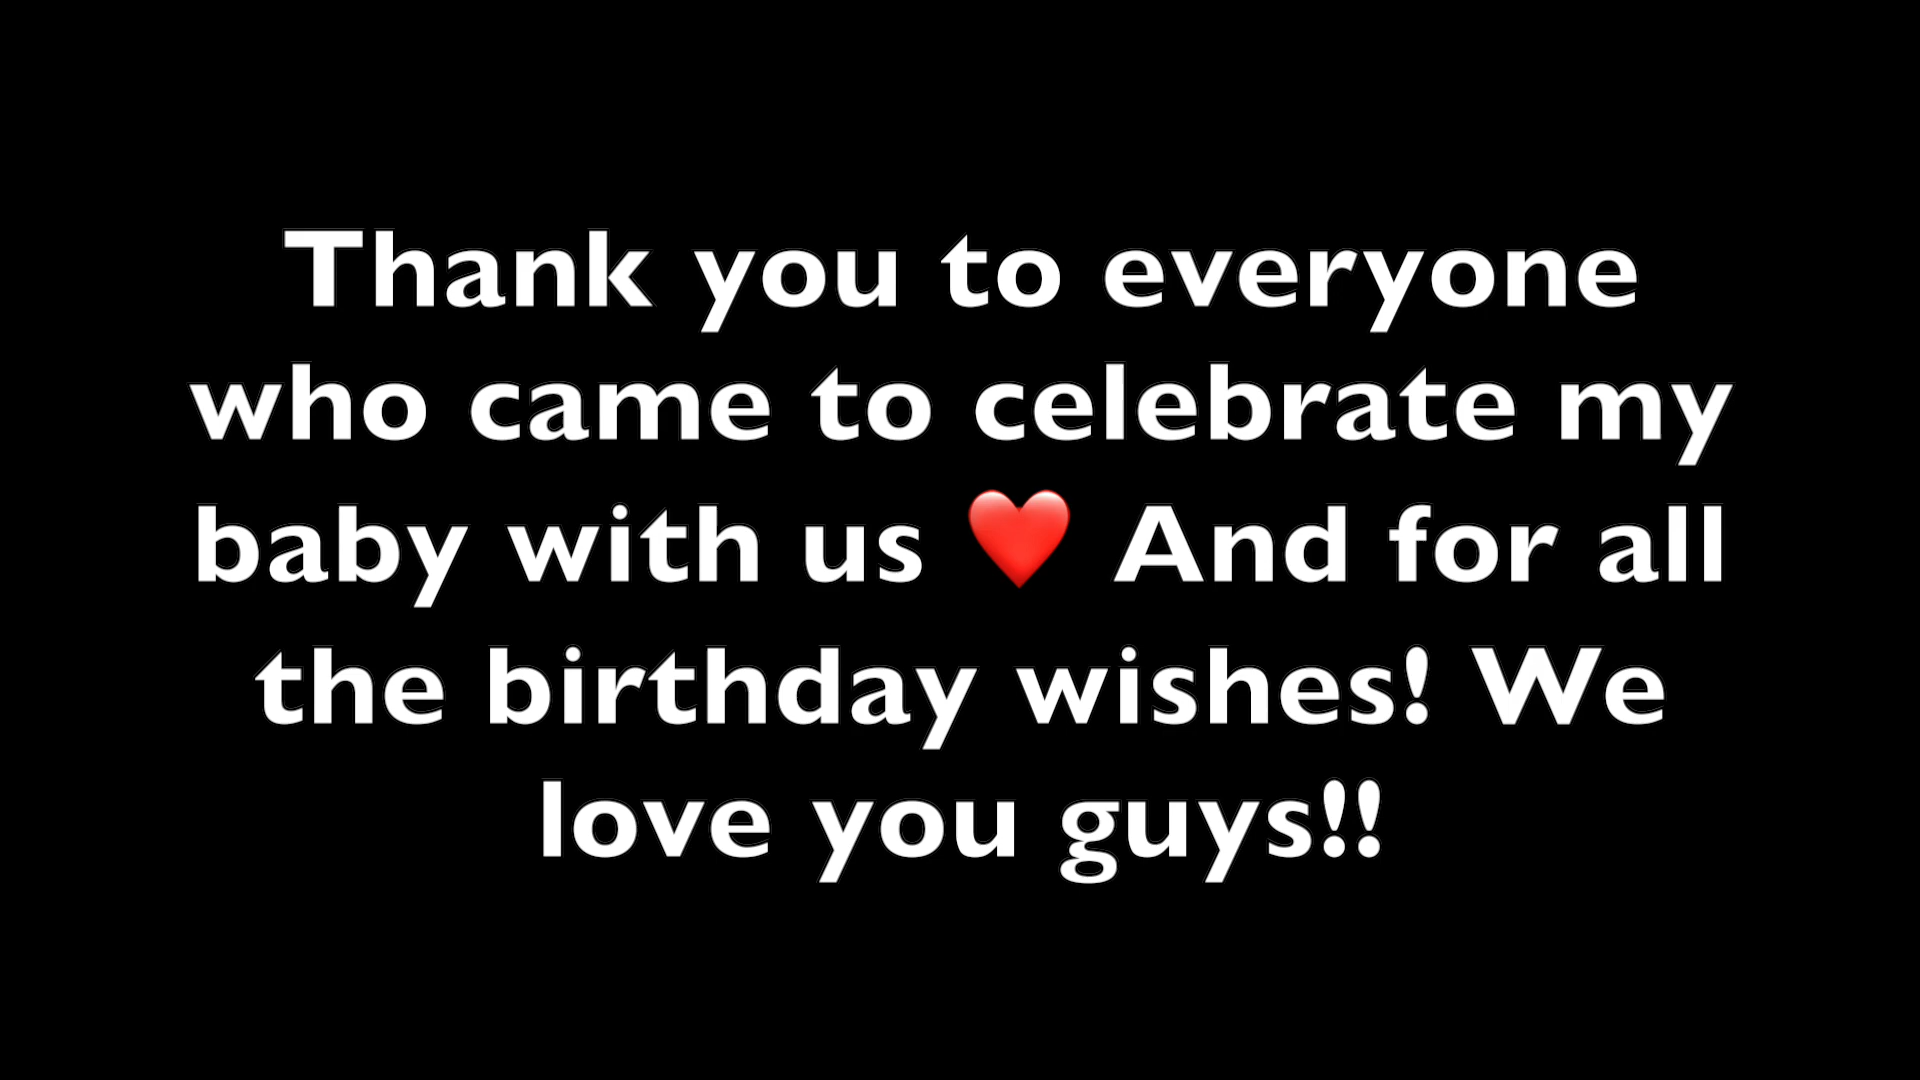 Thank you to everyone
who came to celebrate my
baby with us ❤️ And for all
the birthday wishes! We
love you guys!!